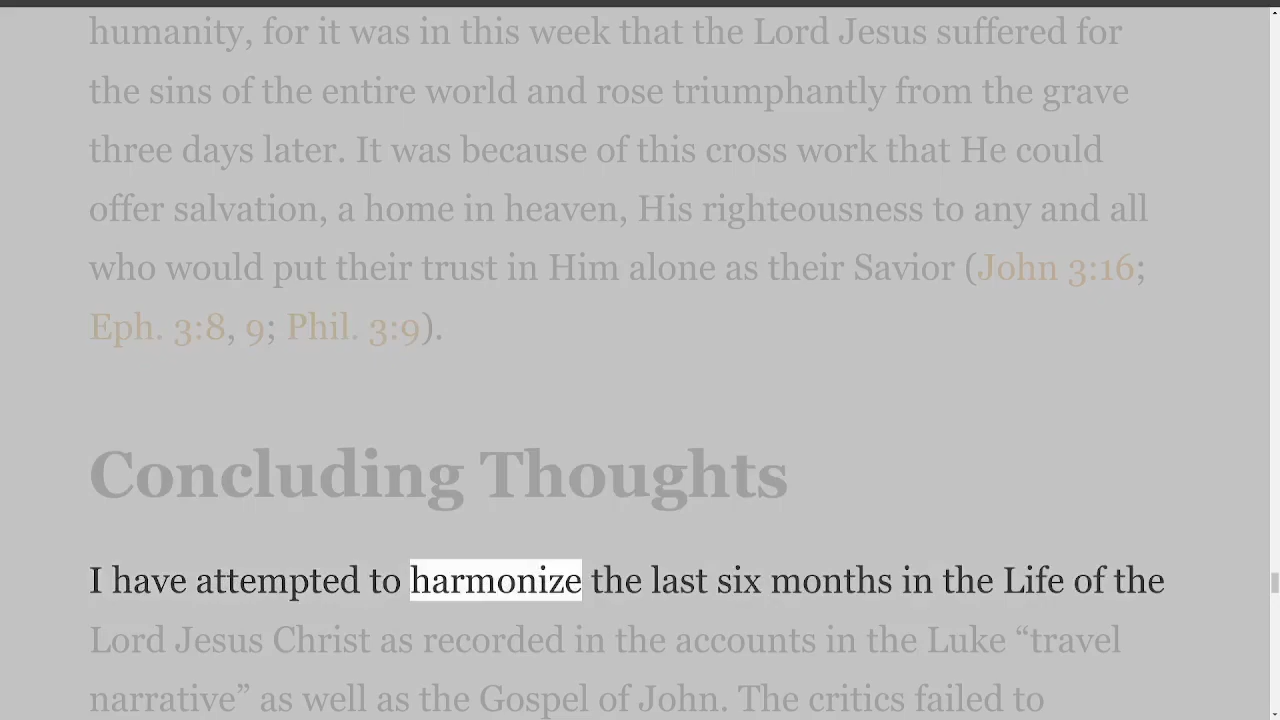 humanity, for it was in this week that the Lord Jesus suffered for
the sins of the entire world and rose triumphantly from the grave
three days later. It was because of this cross work that He could
offer salvation, a home in heaven, His righteousness to any and all
who would put their trust in Him alone as their Savior (John 3:16;
Eph. 3:8, 9; Phil. 3:9).
Concluding Thoughts
I have attempted to harmonize the last six months in the Life of the
Lord Jesus Christ as recorded in the accounts in the Luke “travel
narrative” as well as the Gospel of John. The critics failed to